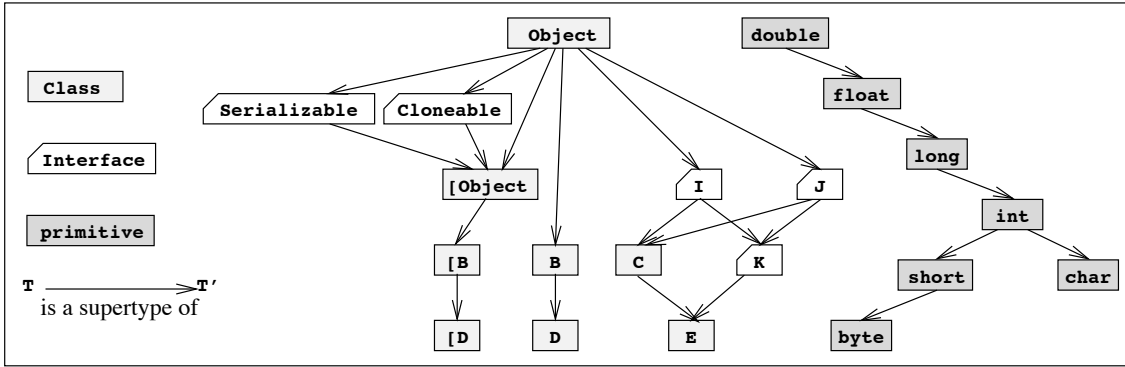 Object
double
Class
float
Serializable
Cloneable
Interface
long
[Object
I
J
primitive
int
[B
B
C
K
short
char
T
T'
is a supertype of
[D
D
E
byte